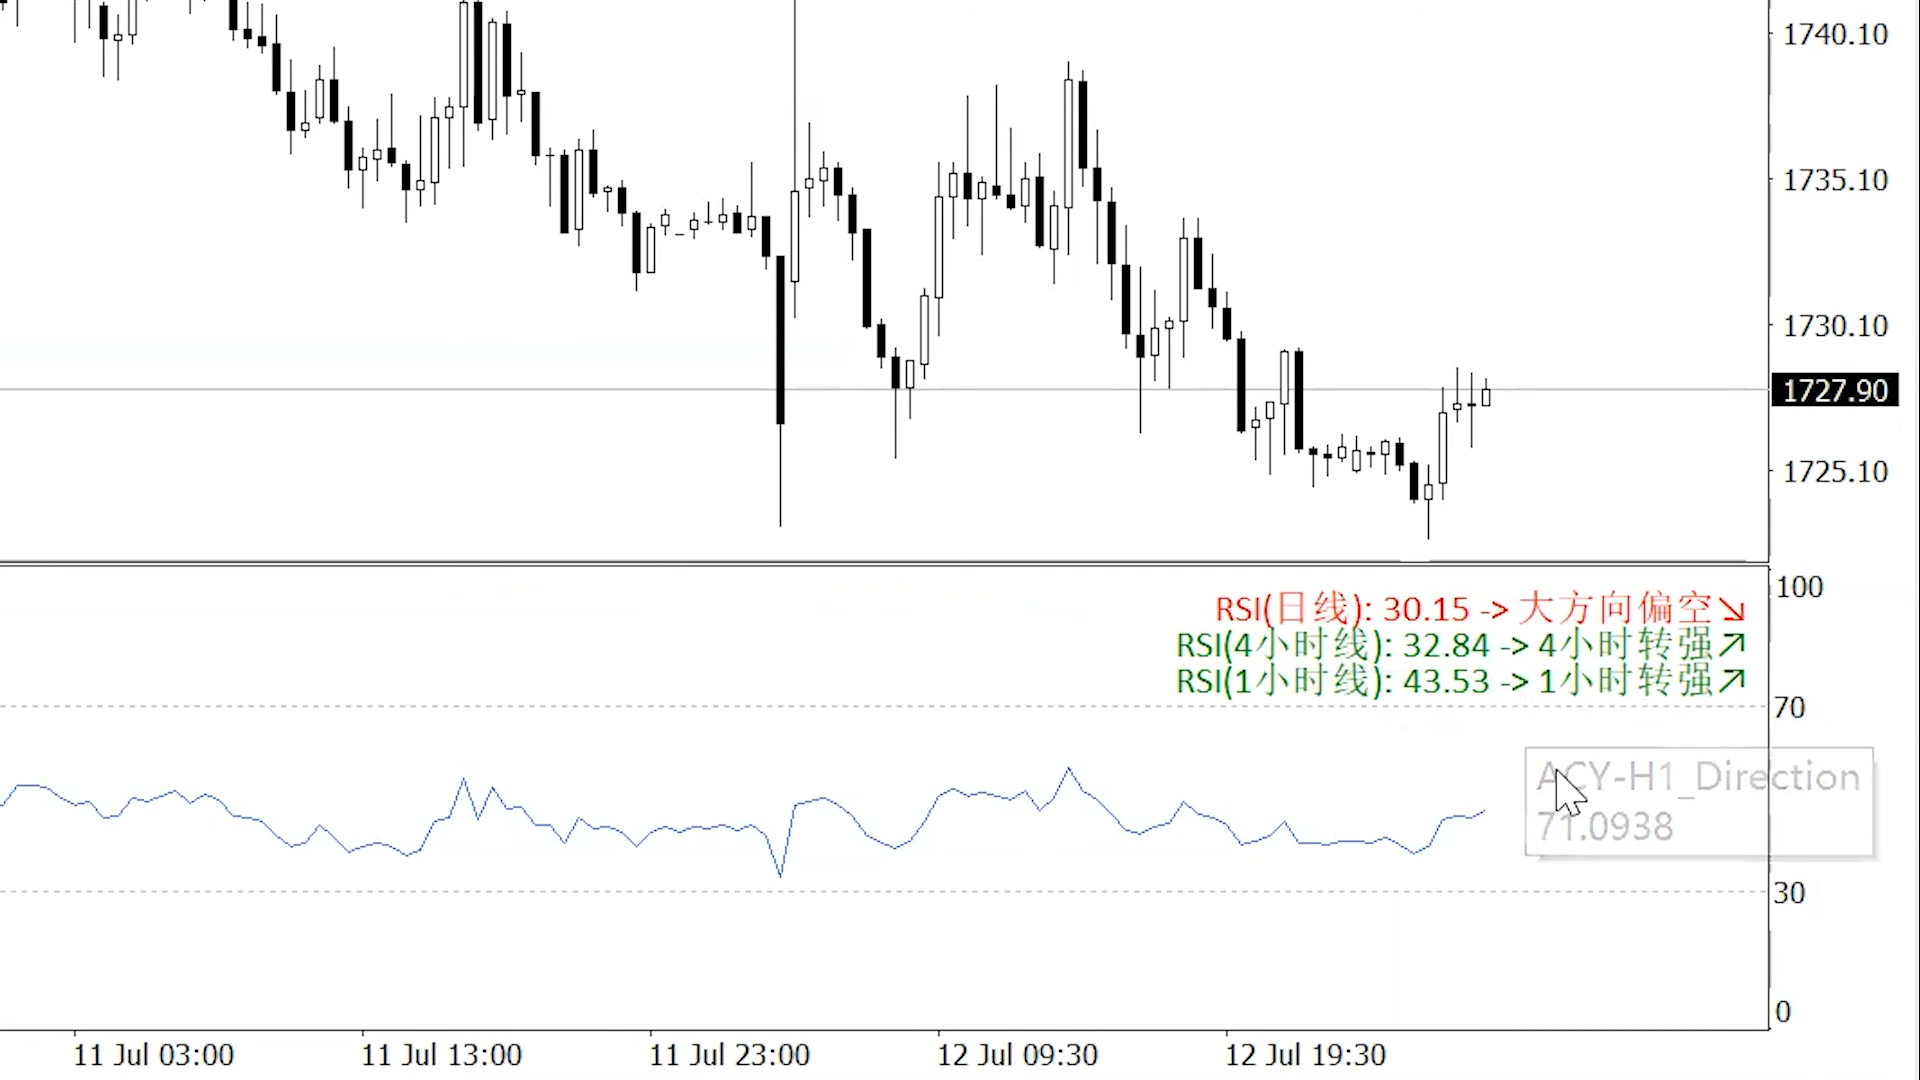 1740.10
1735.10
1730.10
1727.90
1725.10
100
RSI(日线): 30.15 -> 大方向偏空↘
RSI(4小时线): 32.84 -> 4小时转强↗
RSI(1小时线): 43.53 -> 1小时转强↗
70
ACY-H1_Direction
71.0938
30
0
11 Jul 03:00 11 Jul 13:00 11 Jul 23:00 12 Jul 09:30 12 Jul 19:30